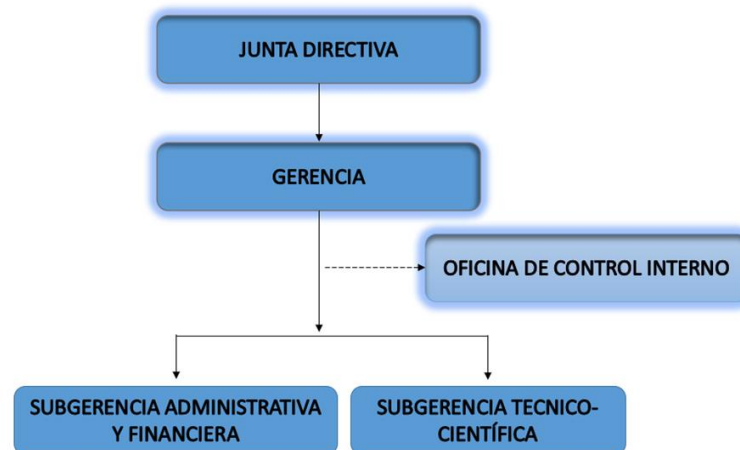 JUNTA DIRECTIVA
GERENCIA
OFICINA DE CONTROL INTERNO
SUBGERENCIA ADMINISTRATIVA
Y FINANCIERA
SUBGERENCIA TECNICO-
CIENTÍFICA